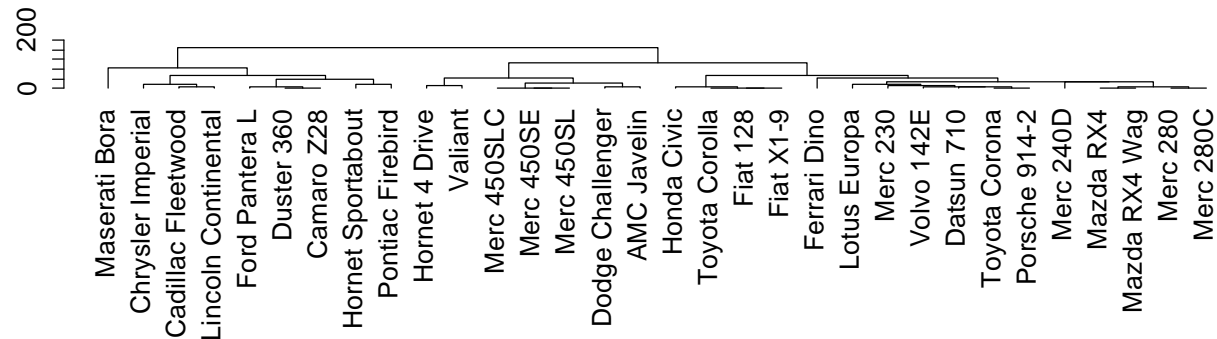 200
0
Maserati Bora
Chrysler Imperial
Cadillac Fleetwood
Lincoln Continental
Ford Pantera L
Duster 360
Camaro Z28
Hornet Sportabout
Pontiac Firebird
Hornet 4 Drive
Valiant
Merc 450SLC
Merc 450SE
Merc 450SL
Dodge Challenger
AMC Javelin
Honda Civic
Toyota Corolla
Fiat 128
Fiat X1-9
Ferrari Dino
Lotus Europa
Merc 230
Volvo 142E
Datsun 710
Toyota Corona
Porsche 914-2
Merc 240D
Mazda RX4
Mazda RX4 Wag
Merc 280
Merc 280C